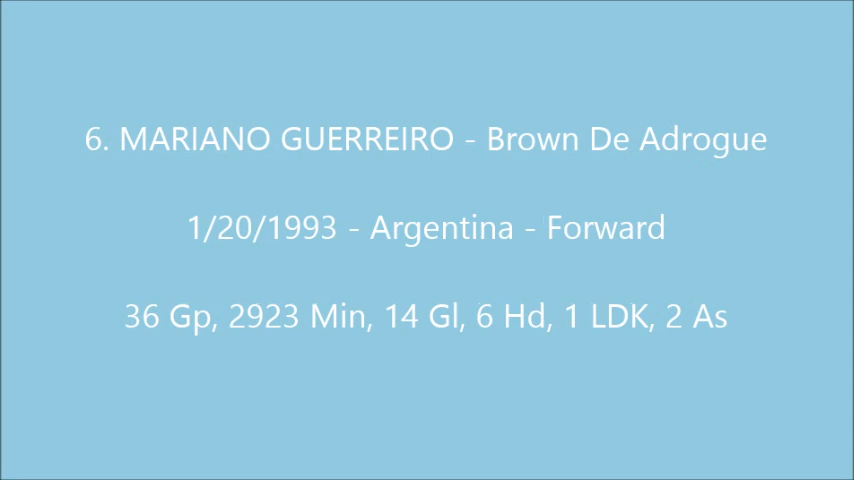 6. MARIANO GUERREIRO - Brown De Adrogue
1/20/1993 - Argentina - Forward
36 Gp, 2923 Min, 14 Gl, 6 Hd, 1 LDK, 2 As